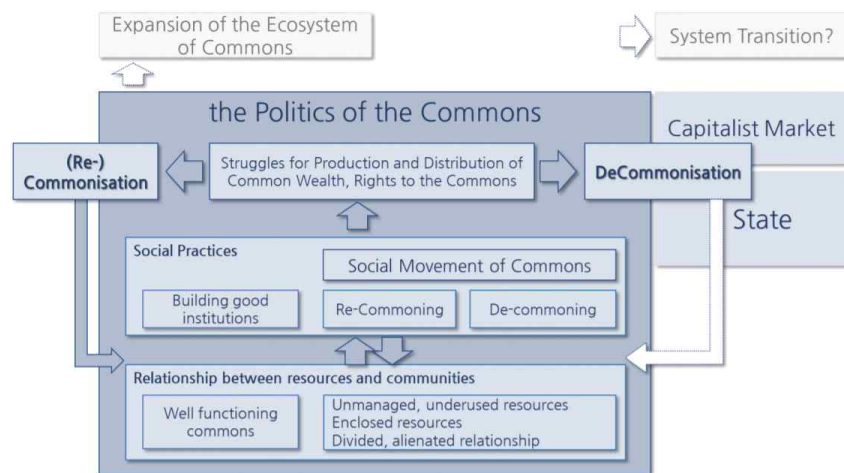 Expansion of the Ecosystem
of Commons
System Transition?
the Politics of the Commons
Capitalist Market
(Re-)
Commonisation
Struggles for Production and Distribution of
Common Wealth, Rights to the Commons
DeCommonisation
State
Social Practices
Social Movement of Commons
Building good
institutions
Re-Commoning
De-commoning
Relationship between resources and communities
Well functioning
commons
Unmanaged, underused resources
Enclosed resources
Divided, alienated relationship